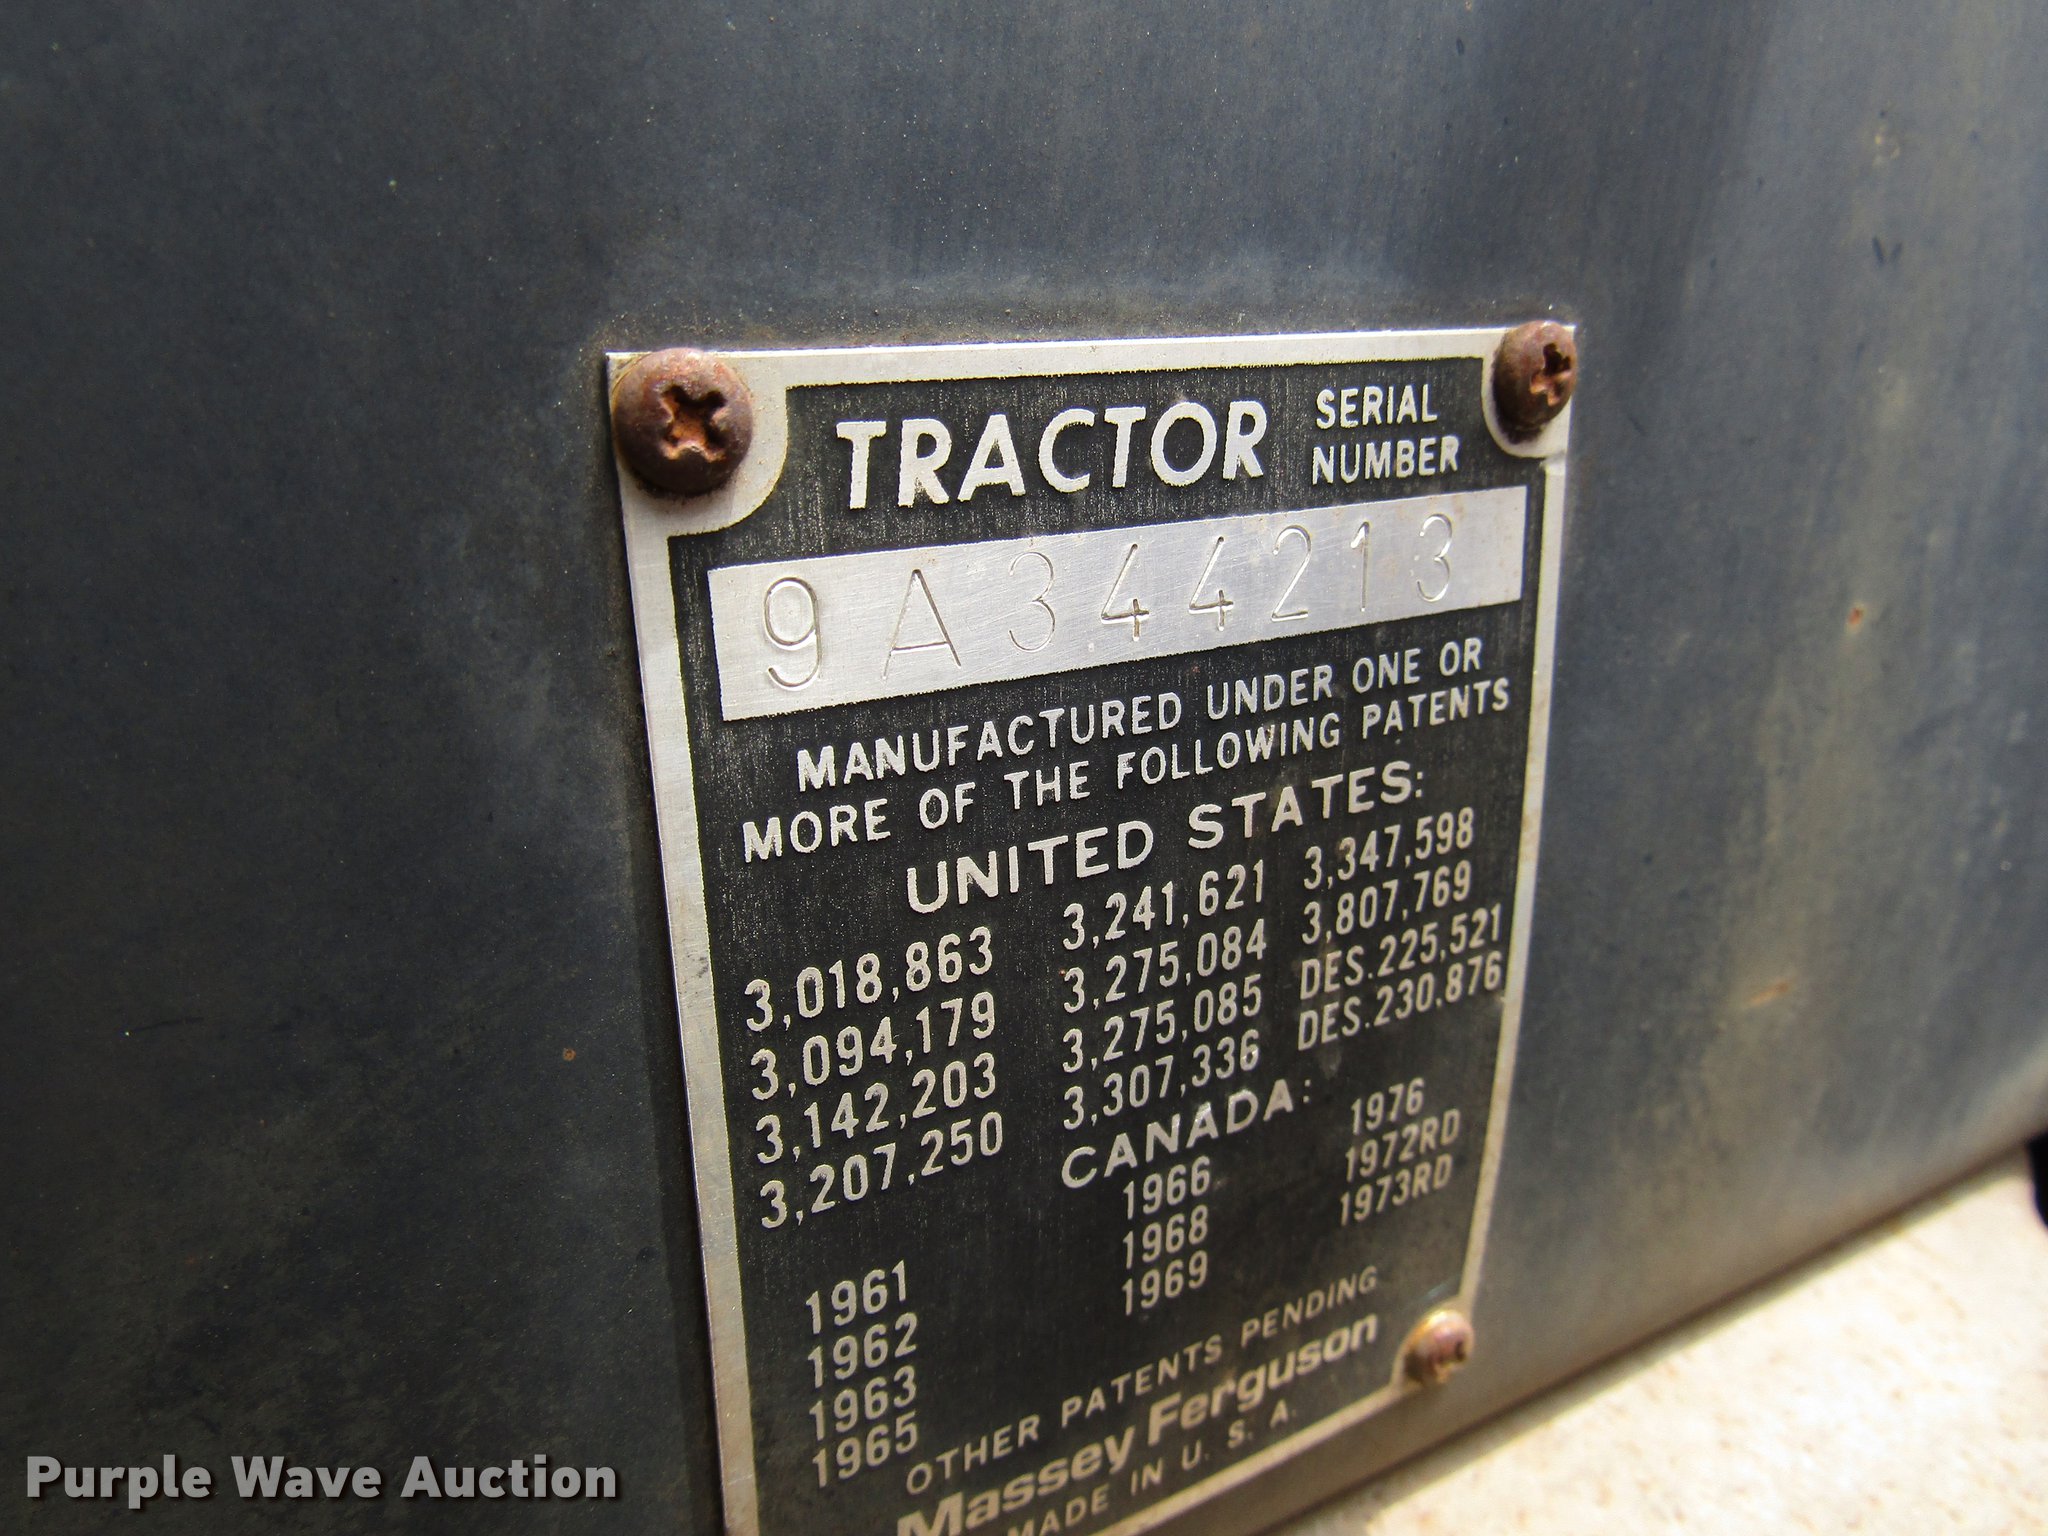 TRACTOR SERIAL NUMBER
9A344213
MANUFACTURED UNDER ONE OR
MORE OF THE FOLLOWING PATENTS
UNITED STATES:
3,018,863 3,241,621 3,347,598
3,094,179 3,275,084 3,807,769
3,142,203 3,275,085 DES.225,521
3,207,250 3,307,336 DES.230.876
CANADA:
1961 1966 1976
1962 1968 1972RD
1963 1969 1973RD
1965
OTHER PATENTS PENDING
Massey Ferguson
MADE IN U. S. A.
Purple Wave Auction